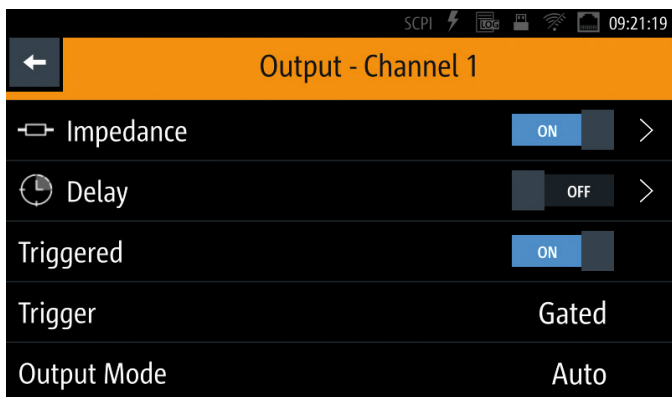 SCPI LOG 09:21:19
Output - Channel 1
Impedance ON
Delay OFF
Triggered ON
Trigger Gated
Output Mode Auto